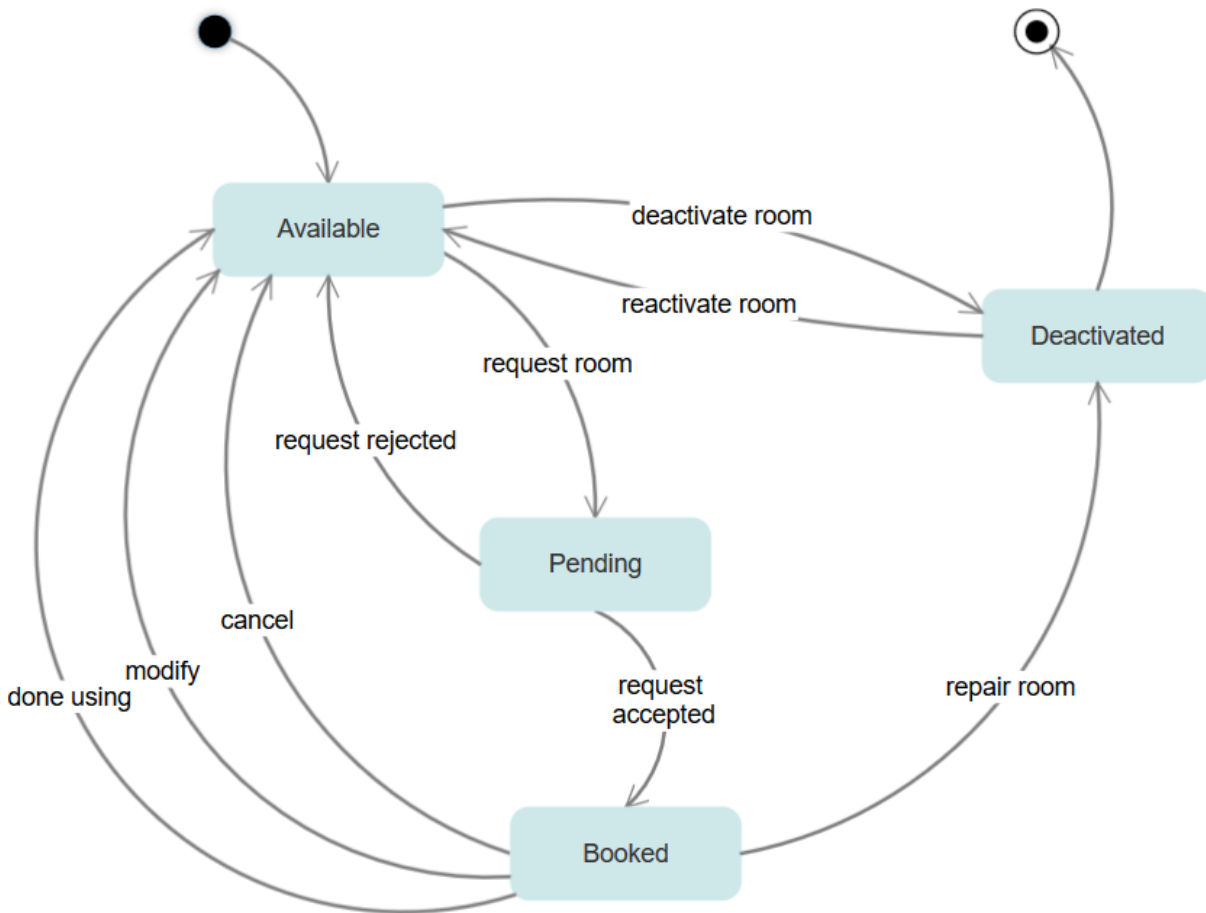 Available
deactivate room
reactivate room
Deactivated
request room
request rejected
Pending
cancel
modify
done using
request
accepted
repair room
Booked